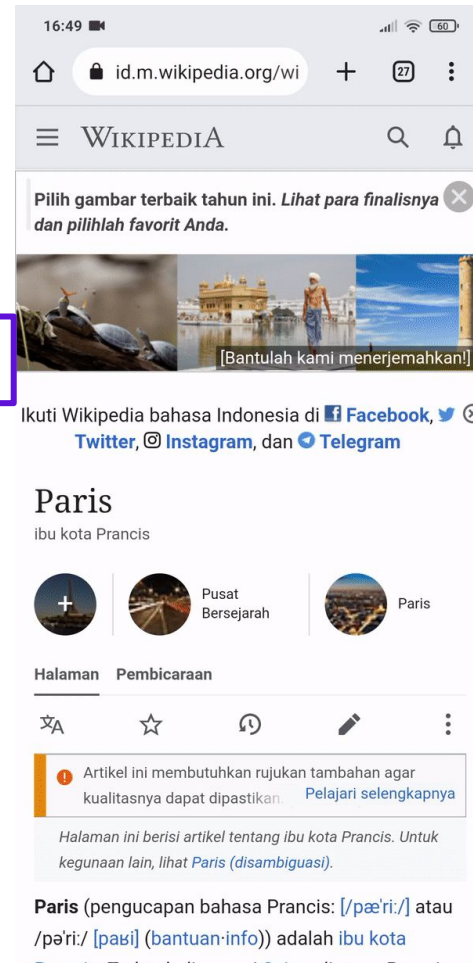 16:49
60
id.m.wikipedia.org/wi
27
WIKIPEDIA
Pilih gambar terbaik tahun ini. Lihat para finalisnya
dan pilihlah favorit Anda.
[Bantulah kami menerjemahkan!]
Ikuti Wikipedia bahasa Indonesia di Facebook,
Twitter, Instagram, dan Telegram
Paris
ibu kota Prancis
Pusat
Bersejarah
Paris
Halaman Pembicaraan
Artikel ini membutuhkan rujukan tambahan agar
kualitasnya dapat dipastikan. Pelajari selengkapnya
Halaman ini berisi artikel tentang ibu kota Prancis. Untuk
kegunaan lain, lihat Paris (disambiguasi).
Paris (pengucapan bahasa Prancis: [/pæˈriː/] atau
/pəˈriː/ [paʁi] (bantuan·info)) adalah ibu kota